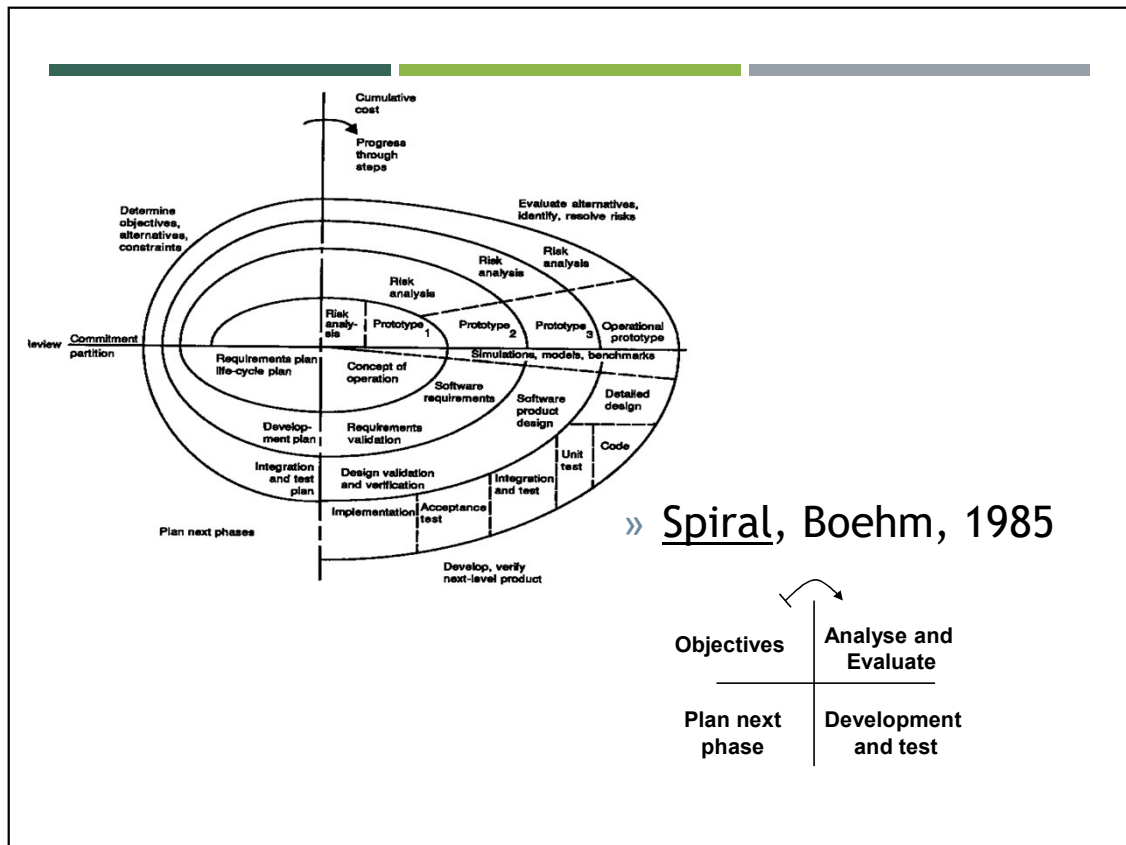 Cumulative
cost
Progress
through
steps
Determine
objectives,
alternatives,
constraints
Evaluate alternatives,
identify, resolve risks
Risk
analysis
Risk
analysis
Risk
analysis
Risk
analy-
sis
Prototype 1
Prototype 2
Prototype 3
Operational
prototype
Review
Commitment
partition
Simulations, models, benchmarks
Requirements plan
life-cycle plan
Concept of
operation
Software
requirements
Software
product
design
Detailed
design
Develop-
ment plan
Requirements
validation
Code
Unit
test
Integration
and test
plan
Design validation
and verification
Integration
and test
Acceptance
test
Implementation
Plan next phases
Develop, verify
next-level product
» Spiral, Boehm, 1985
Objectives
Analyse and
Evaluate
Plan next
phase
Development
and test